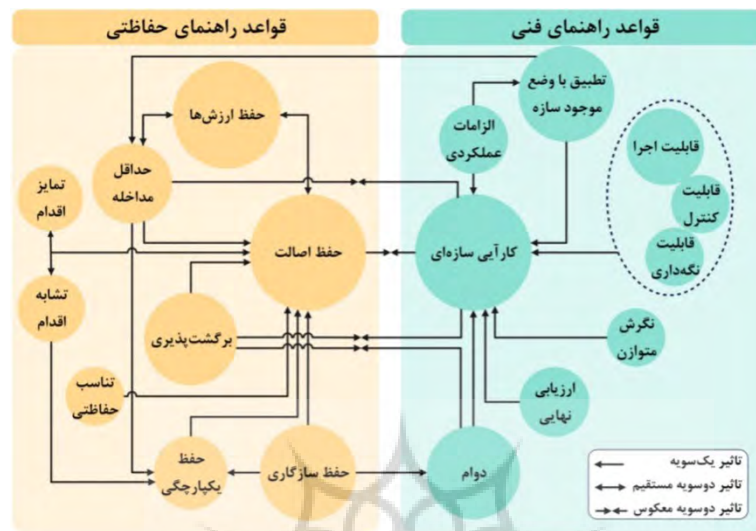 قواعد راهنمای فنی
قواعد راهنمای حفاظتی
تطبیق با وضع
موجود سازه
الزامات
عملکردی
قابلیت اجرا
قابلیت
کنترل
قابلیت
نگه‌داری
کارآیی سازه‌ای
نگرش
متوازن
ارزیابی
نهایی
دوام
حفظ ارزش‌ها
حداقل
مداخله
تمایز
اقدام
حفظ اصالت
تشابه
اقدام
برگشت‌پذیری
تناسب
حفاظتی
حفظ
یکپارچگی
حفظ سازگاری
تاثیر یک‌سویه
تاثیر دوسویه مستقیم
تاثیر دوسویه معکوس